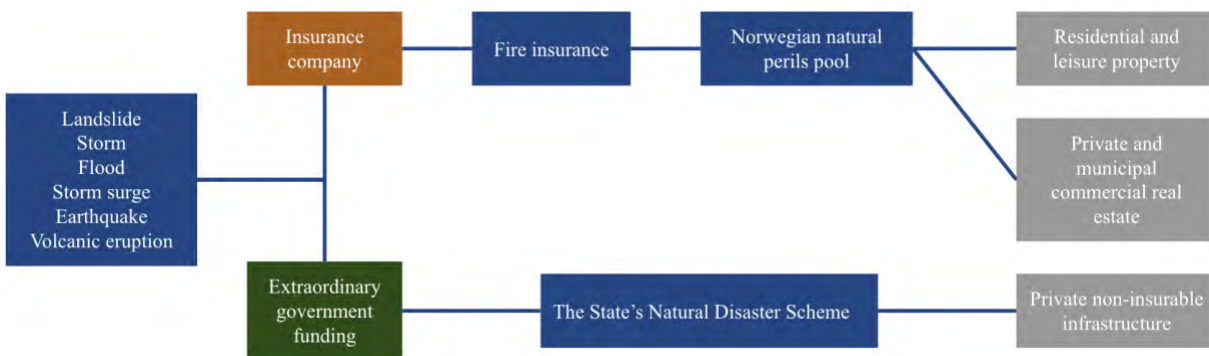 Insurance
company
Fire insurance
Norwegian natural
perils pool
Residential and
leisure property
Landslide
Storm
Flood
Storm surge
Earthquake
Volcanic eruption
Private and
municipal
commercial real
estate
Extraordinary
government
funding
The State’s Natural Disaster Scheme
Private non-insurable
infrastructure